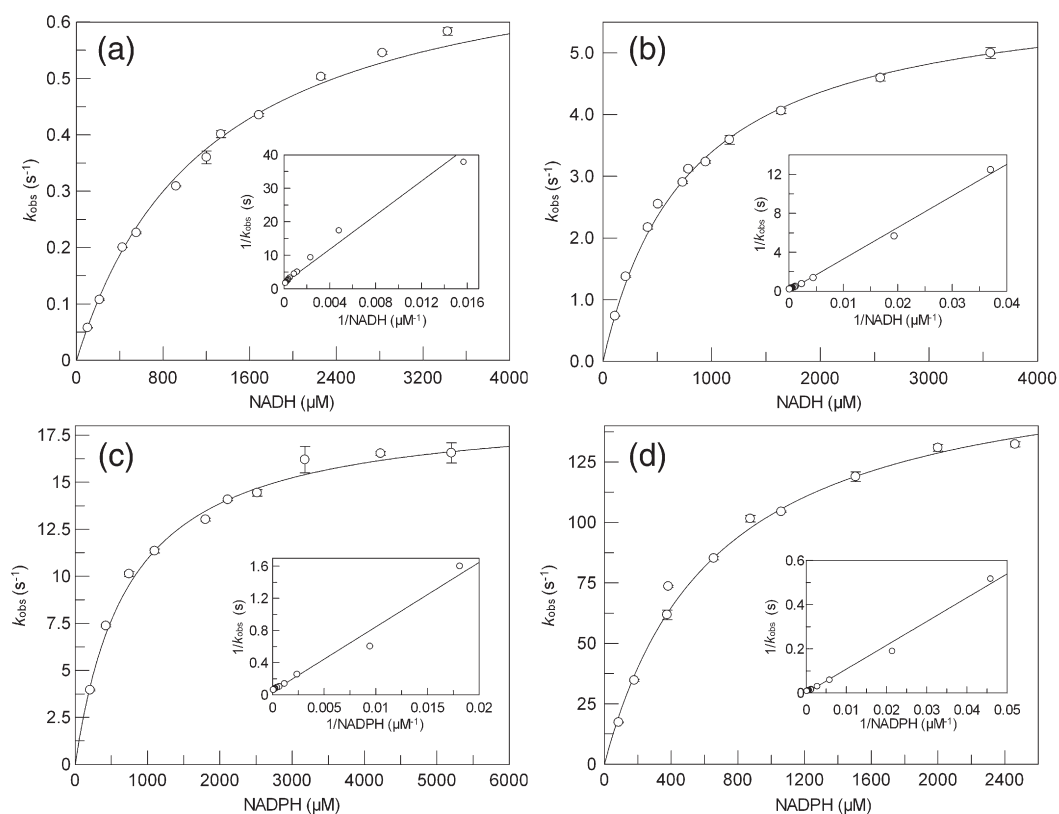 (a)
0.6
0.5
0.4
0.3
0.2
0.1
0
kobs (s-1)
0 800 1600 2400 3200 4000
NADH (µM)
40
30
20
10
0
1/kobs (s)
0 0.004 0.008 0.012 0.016
1/NADH (µM-1)
(b)
5.0
4.0
3.0
2.0
1.0
0.0
kobs (s-1)
0 1000 2000 3000 4000
NADH (µM)
12
8
4
0
1/kobs (s)
0 0.01 0.02 0.03 0.04
1/NADH (µM-1)
(c)
17.5
15
12.5
10
7.5
5.0
2.5
0
kobs (s-1)
0 1000 2000 3000 4000 5000 6000
NADPH (µM)
1.6
1.2
0.8
0.4
0
1/kobs (s)
0 0.005 0.01 0.015 0.02
1/NADPH (µM-1)
(d)
125
100
75
50
25
0
kobs (s-1)
0 400 800 1200 1600 2000 2400
NADPH (µM)
0.6
0.4
0.2
0
1/kobs (s)
0 0.01 0.02 0.03 0.04 0.05
1/NADPH (µM-1)